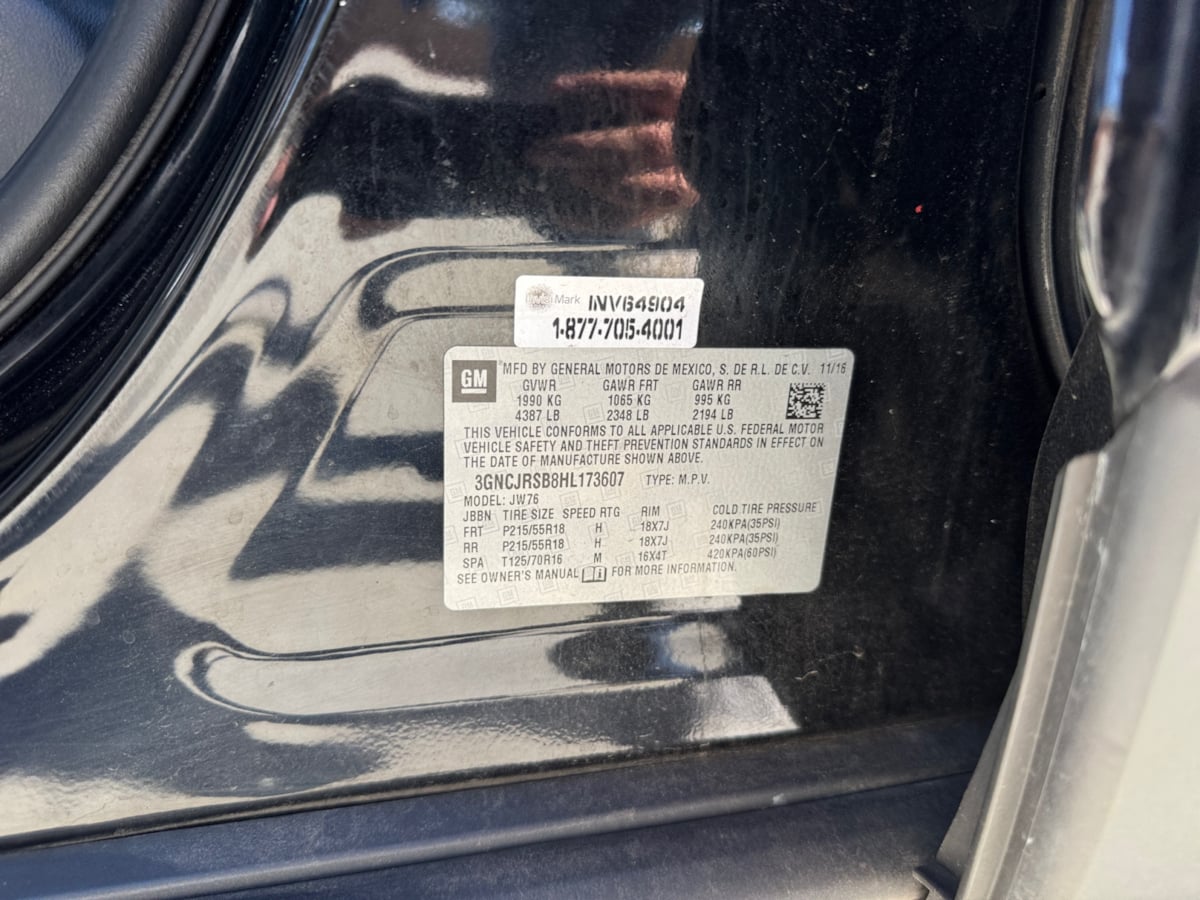 Mark INV64904
1-877-705-4001
GM MFD BY GENERAL MOTORS DE MEXICO, S. DE R.L. DE C.V. 11/16
GVWR GAWR FRT GAWR RR
1990 KG 1065 KG 995 KG
4387 LB 2348 LB 2194 LB
THIS VEHICLE CONFORMS TO ALL APPLICABLE U.S. FEDERAL MOTOR
VEHICLE SAFETY AND THEFT PREVENTION STANDARDS IN EFFECT ON
THE DATE OF MANUFACTURE SHOWN ABOVE.
3GNCJRSB8HL173607 TYPE: M.P.V.
MODEL: JW76
JBBN TIRE SIZE SPEED RTG RIM COLD TIRE PRESSURE
FRT P215/55R18 H 18X7J 240KPA(35PSI)
RR P215/55R18 H 18X7J 240KPA(35PSI)
SPA T125/70R16 M 16X4T 420KPA(60PSI)
SEE OWNER'S MANUAL FOR MORE INFORMATION.